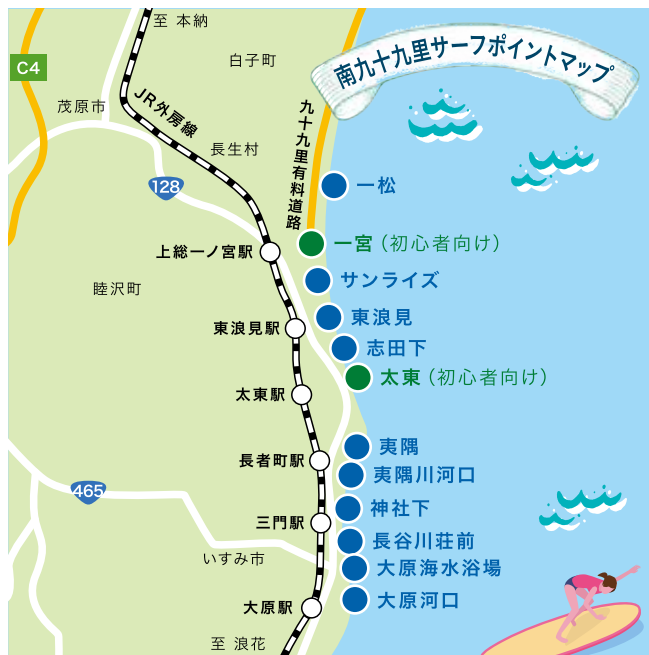 至 本納
南九十九里サーフポイントマップ
白子町
C4
茂原市
JR外房線
九十九里有料道路
長生村
128
一松
上総一ノ宮駅
一宮（初心者向け）
サンライズ
睦沢町
東浪見駅
東浪見
志田下
太東駅
太東（初心者向け）
長者町駅
夷隅
夷隅川河口
465
三門駅
神社下
長谷川荘前
いすみ市
大原海水浴場
大原駅
大原河口
至 浪花